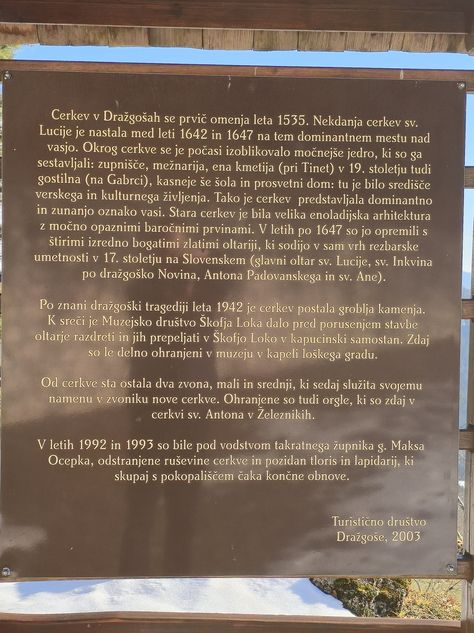 Cerkev v Dražgošah se prvič omenja leta 1535. Nekdanja cerkev sv.
Lucije je nastala med leti 1642 in 1647 na tem dominantnem mestu nad
vasjo. Okrog cerkve se je počasi izoblikovalo močnejše jedro, ki so ga
sestavljali: zupnišče, mežnarija, ena kmetija (pri Tinet) v 19. stoletju tudi
gostilna (na Gabrci), kasneje še šola in prosvetni dom: tu je bilo središče
verskega in kulturnega življenja. Tako je cerkev predstavljala dominantno
in zunanjo oznako vasi. Stara cerkev je bila velika enoladijska arhitektura
z močno opaznimi baročnimi prvinami. V letih po 1647 so jo opremili s
štirimi izredno bogatimi zlatimi oltariji, ki sodijo v sam vrh rezbarske
umetnosti v 17. stoletju na Slovenskem (glavni oltar sv. Lucije, sv. Inkvina
po dražgoško Novina, Antona Padovanskega in sv. Ane).
Po znani dražgoški tragediji leta 1942 je cerkev postala groblja kamenja.
K sreči je Muzejsko društvo Škofja Loka dalo pred porusenjem stavbe
oltarje razdreti in jih prepeljati v Škofjo Loko v kapucinski samostan. Zdaj
so le delno ohranjeni v muzeju v kapeli loškega gradu.
Od cerkve sta ostala dva zvona, mali in srednji, ki sedaj služita svojemu
namenu v zvoniku nove cerkve. Ohranjene so tudi orgle, ki so zdaj v
cerkvi sv. Antona v Železnikih.
V letih 1992 in 1993 so bile pod vodstvom takratnega župnika g. Maksa
Ocepka, odstranjene ruševine cerkve in pozidan tloris in lapidarij, ki
skupaj s pokopališčem čaka končne obnove.
Turistično društvo
Dražgoše, 2003